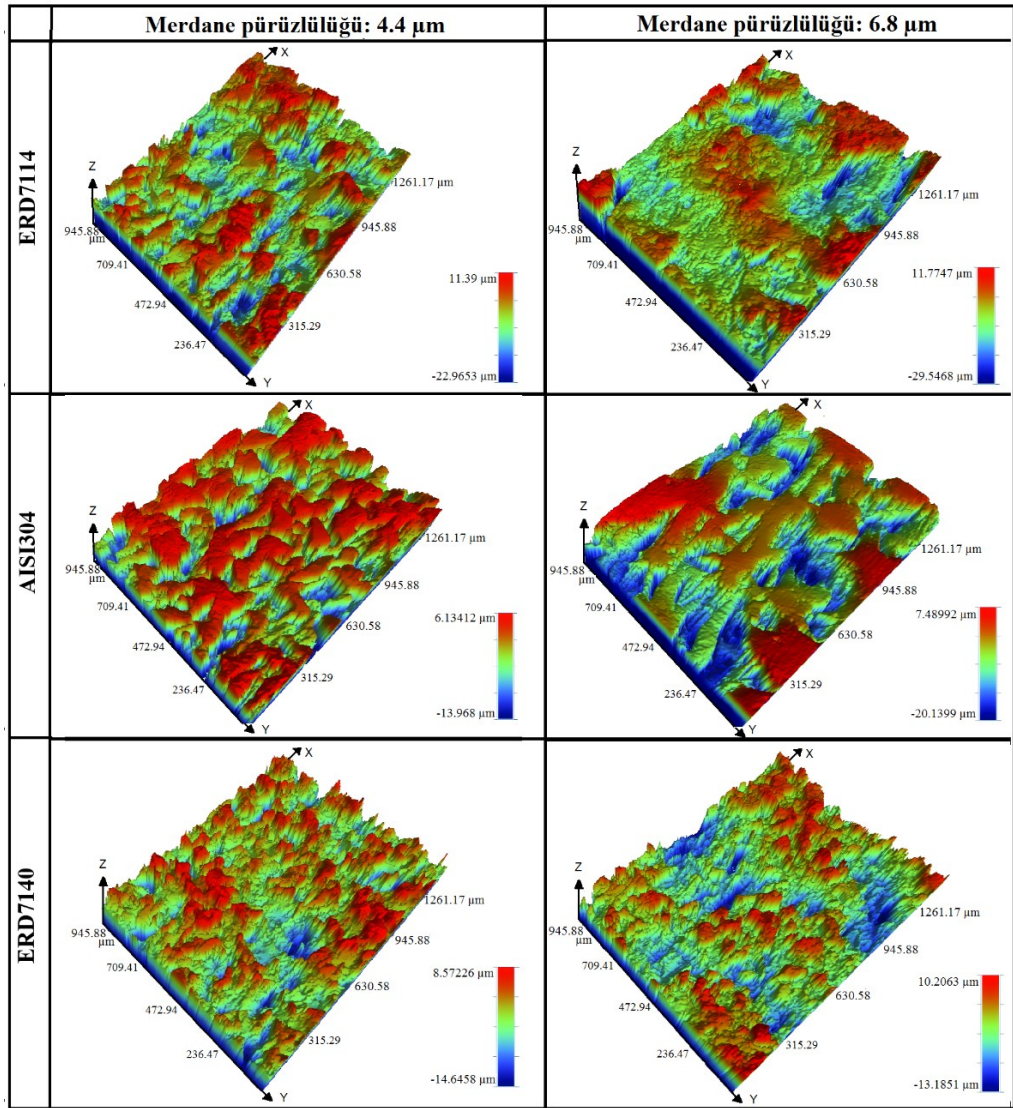 Merdane pürüzlülüğü: 4.4 µm
Merdane pürüzlülüğü: 6.8 µm
ERD7114
X
Z
1261.17 µm
945.88
µm
945.88
709.41
630.58
472.94
315.29
236.47
Y
11.39 µm
-22.9653 µm
X
Z
1261.17 µm
945.88
µm
945.88
709.41
630.58
472.94
315.29
236.47
Y
11.7747 µm
-29.5468 µm
AISI304
X
Z
1261.17 µm
945.88
µm
945.88
709.41
630.58
472.94
315.29
236.47
Y
6.13412 µm
-13.968 µm
X
Z
1261.17 µm
945.88
µm
945.88
709.41
630.58
472.94
315.29
236.47
Y
7.48992 µm
-20.1399 µm
ERD7140
X
Z
1261.17 µm
945.88
µm
945.88
709.41
630.58
472.94
315.29
236.47
Y
8.57226 µm
-14.6458 µm
X
Z
1261.17 µm
945.88
µm
945.88
709.41
630.58
472.94
315.29
236.47
Y
10.2063 µm
-13.1851 µm